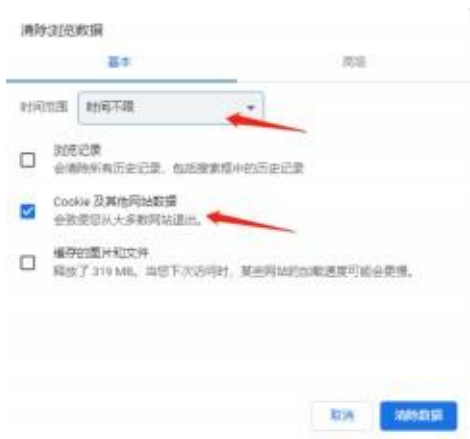 清除浏览数据
基本
高级
时间范围 时间不限
浏览记录
会清除所有历史记录，包括搜索框中的历史记录
Cookie 及其他网站数据
会致使您从大多数网站退出。
缓存的图片和文件
释放了 319 MB。当您下次访问时，某些网站的加载速度可能会更慢。
取消
清除数据